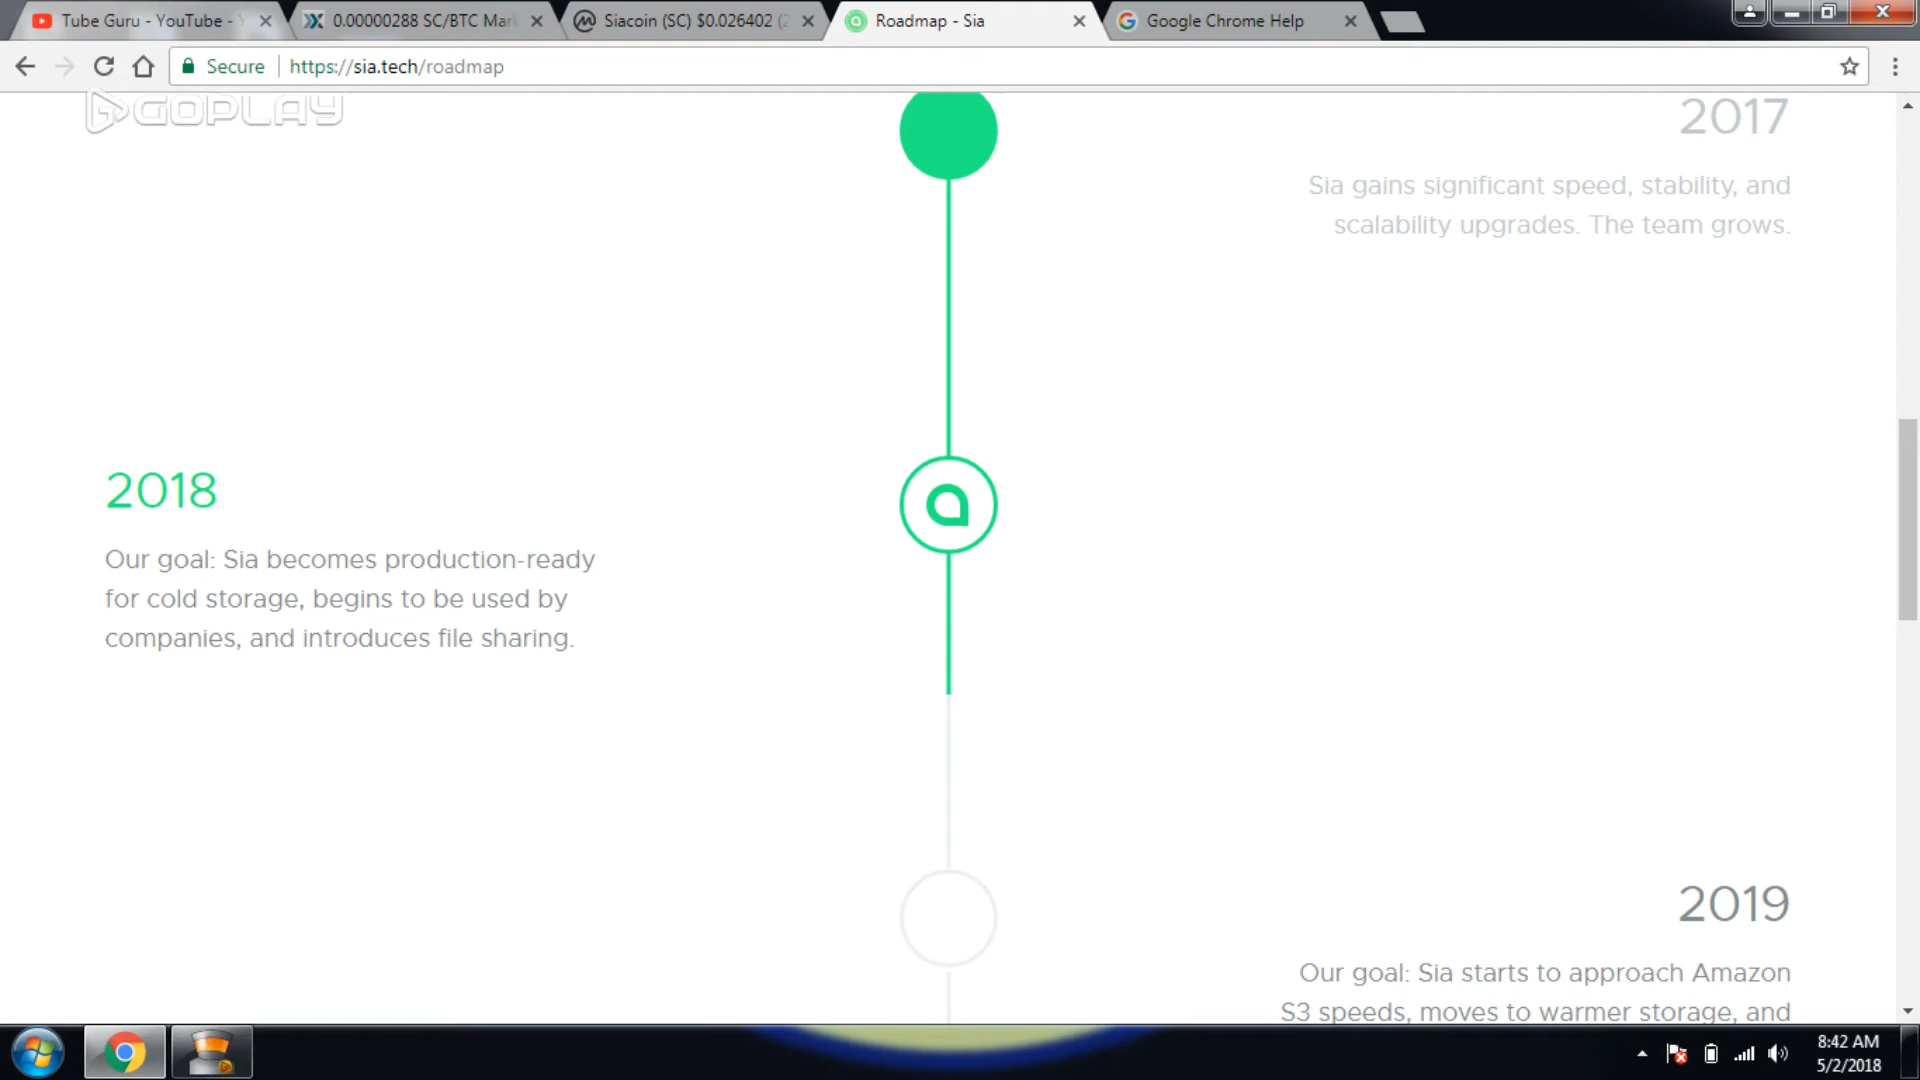 Tube Guru - YouTube -
0.00000288 SC/BTC Mark
Siacoin (SC) $0.026402 (2
Roadmap - Sia
Google Chrome Help
Secure
https://sia.tech/roadmap
GOPLAY
2017
Sia gains significant speed, stability, and
scalability upgrades. The team grows.
2018
Our goal: Sia becomes production-ready
for cold storage, begins to be used by
companies, and introduces file sharing.
2019
Our goal: Sia starts to approach Amazon
S3 speeds, moves to warmer storage, and
8:42 AM
5/2/2018